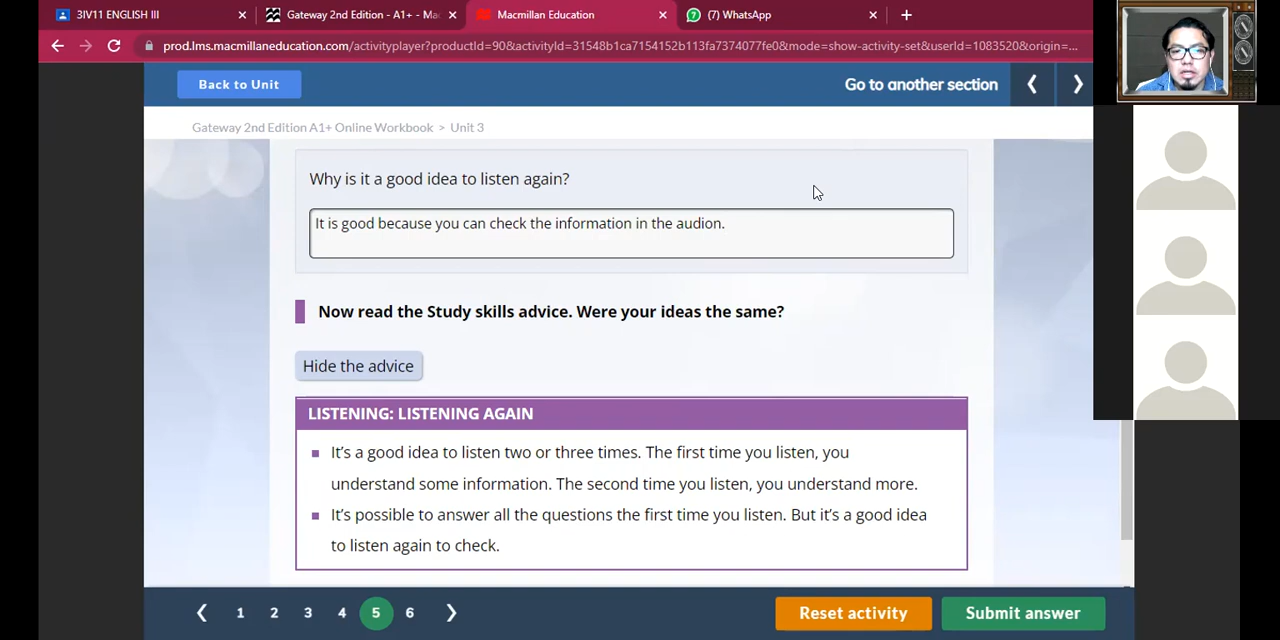 3IV11 ENGLISH III
Gateway 2nd Edition - A1+ - Mac
Macmillan Education
(7) WhatsApp
prod.lms.macmillaneducation.com/activityplayer?productId=90&activityId=31548b1ca7154152b113fa7374077fe0&mode=show-activity-set&userId=1083520&origin=...
Back to Unit
Go to another section
Gateway 2nd Edition A1+ Online Workbook > Unit 3
Why is it a good idea to listen again?
It is good because you can check the information in the audion.
Now read the Study skills advice. Were your ideas the same?
Hide the advice
LISTENING: LISTENING AGAIN
It's a good idea to listen two or three times. The first time you listen, you
understand some information. The second time you listen, you understand more.
It's possible to answer all the questions the first time you listen. But it's a good idea
to listen again to check.
1 2 3 4 5 6
Reset activity
Submit answer